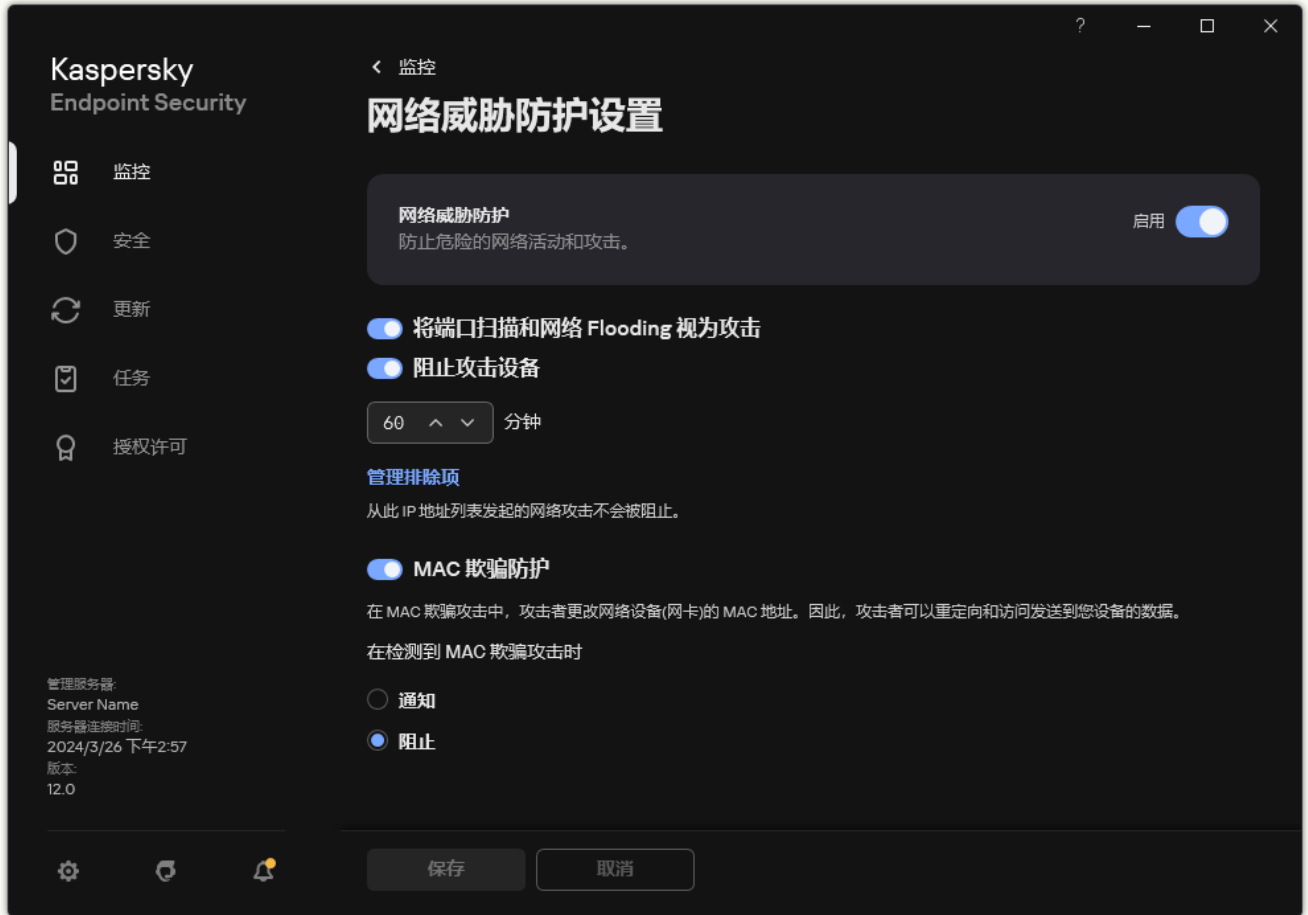 Kaspersky
Endpoint Security
监控
安全
更新
任务
授权许可
管理服务器:
Server Name
服务器连接时间:
2024/3/26 下午2:57
版本:
12.0
?
监控
网络威胁防护设置
网络威胁防护
防止危险的网络活动和攻击。
启用
将端口扫描和网络 Flooding 视为攻击
阻止攻击设备
60 分钟
管理排除项
从此 IP 地址列表发起的网络攻击不会被阻止。
MAC 欺骗防护
在 MAC 欺骗攻击中，攻击者更改网络设备(网卡)的 MAC 地址。因此，攻击者可以重定向和访问发送到您设备的数据。
在检测到 MAC 欺骗攻击时
通知
阻止
保存
取消